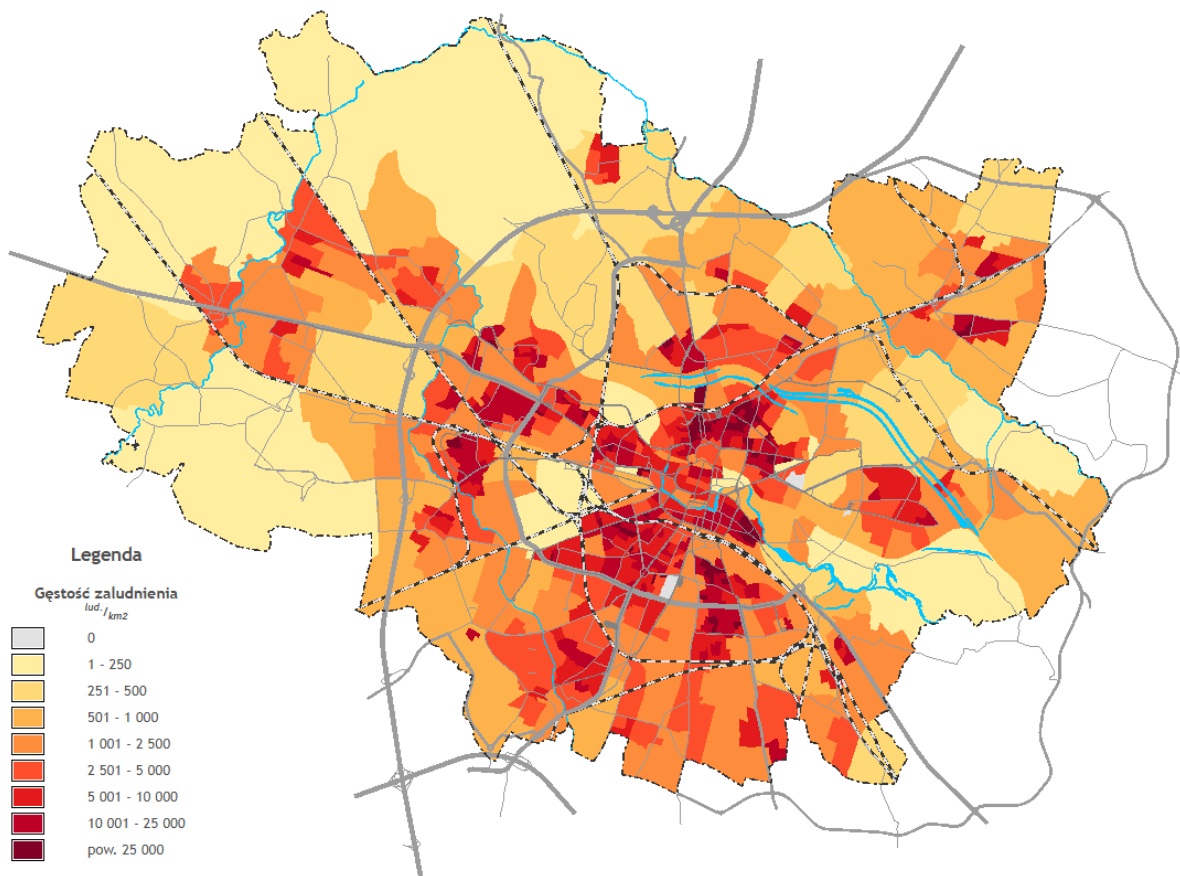 Legenda
Gęstość zaludnienia
lud./km2
0
1 - 250
251 - 500
501 - 1 000
1 001 - 2 500
2 501 - 5 000
5 001 - 10 000
10 001 - 25 000
pow. 25 000